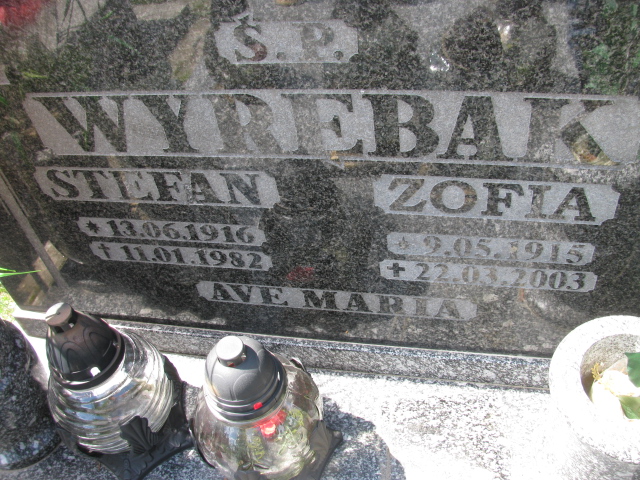 Ś.P.
WYRĘBAK
STEFAN
* 13.06.1916
† 11.01.1982
ZOFIA
* 9.05.1915
+ 22.03.2003
AVE MARIA